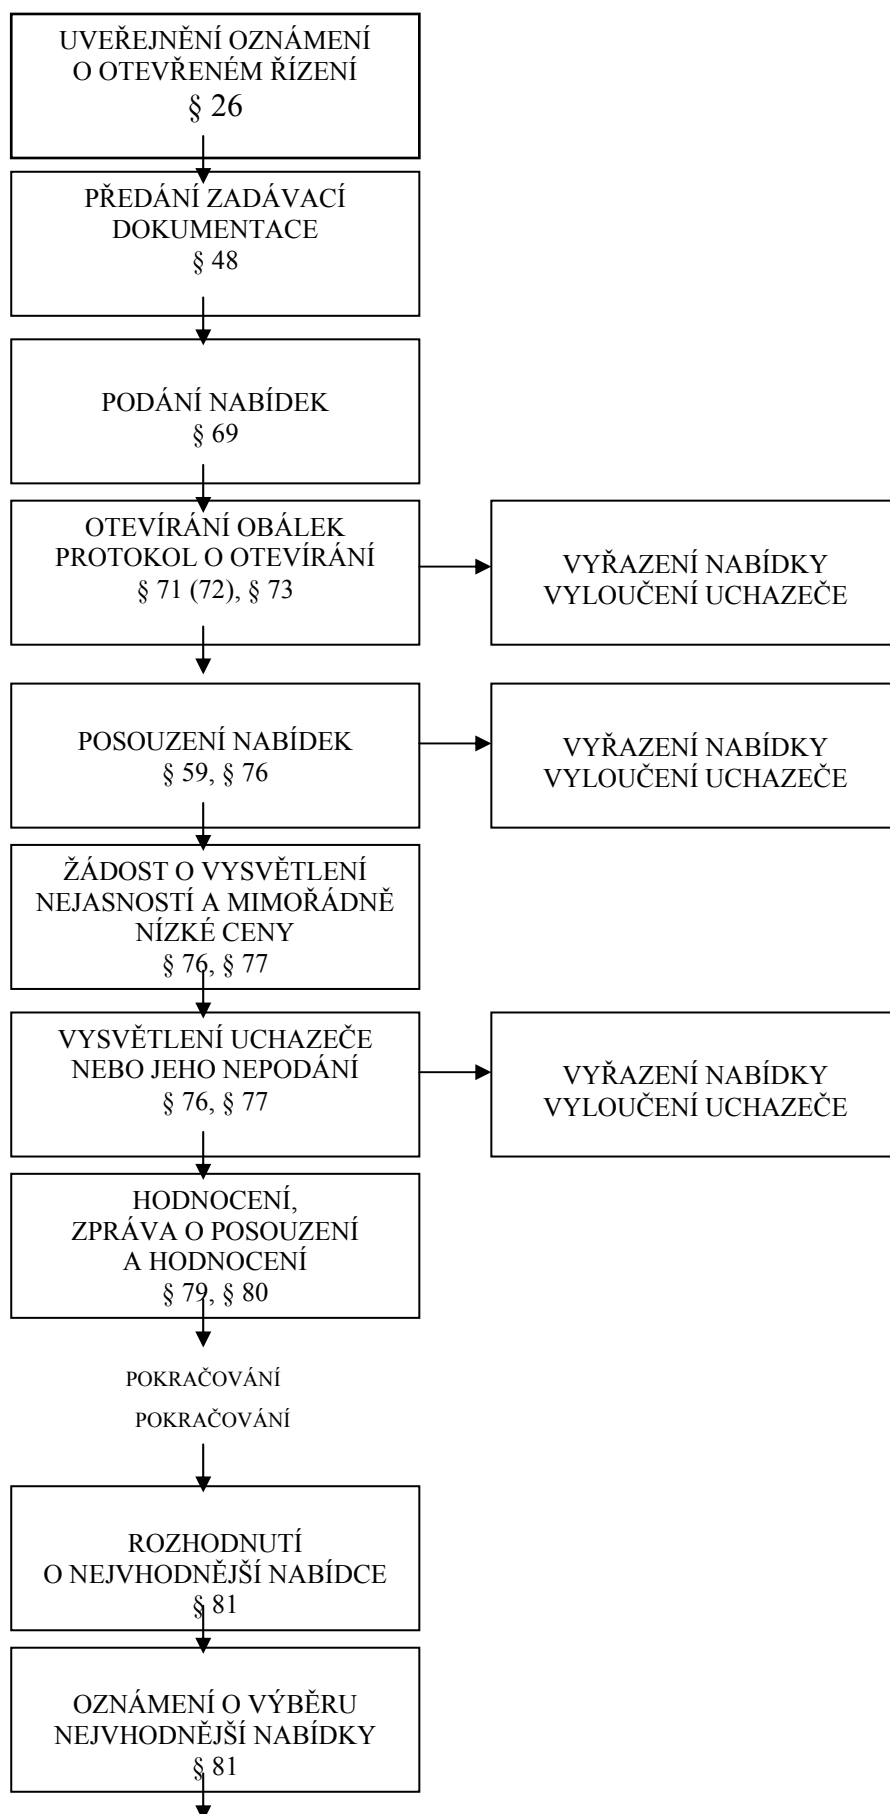 UVEŘEJNĚNÍ OZNÁMENÍ
O OTEVŘENÉM ŘÍZENÍ
§ 26
PŘEDÁNÍ ZADÁVACÍ
DOKUMENTACE
§ 48
PODÁNÍ NABÍDEK
§ 69
OTEVÍRÁNÍ OBÁLEK
PROTOKOL O OTEVÍRÁNÍ
§ 71 (72), § 73
VYŘAZENÍ NABÍDKY
VYLOUČENÍ UCHAZEČE
POSOUZENÍ NABÍDEK
§ 59, § 76
VYŘAZENÍ NABÍDKY
VYLOUČENÍ UCHAZEČE
ŽÁDOST O VYSVĚTLENÍ
NEJASNOSTÍ A MIMOŘÁDNĚ
NÍZKÉ CENY
§ 76, § 77
VYSVĚTLENÍ UCHAZEČE
NEBO JEHO NEPODÁNÍ
§ 76, § 77
VYŘAZENÍ NABÍDKY
VYLOUČENÍ UCHAZEČE
HODNOCENÍ,
ZPRÁVA O POSOUZENÍ
A HODNOCENÍ
§ 79, § 80
POKRAČOVÁNÍ
POKRAČOVÁNÍ
ROZHODNUTÍ
O NEJVHODNĚJŠÍ NABÍDCE
§ 81
OZNÁMENÍ O VÝBĚRU
NEJVHODNĚJŠÍ NABÍDKY
§ 81